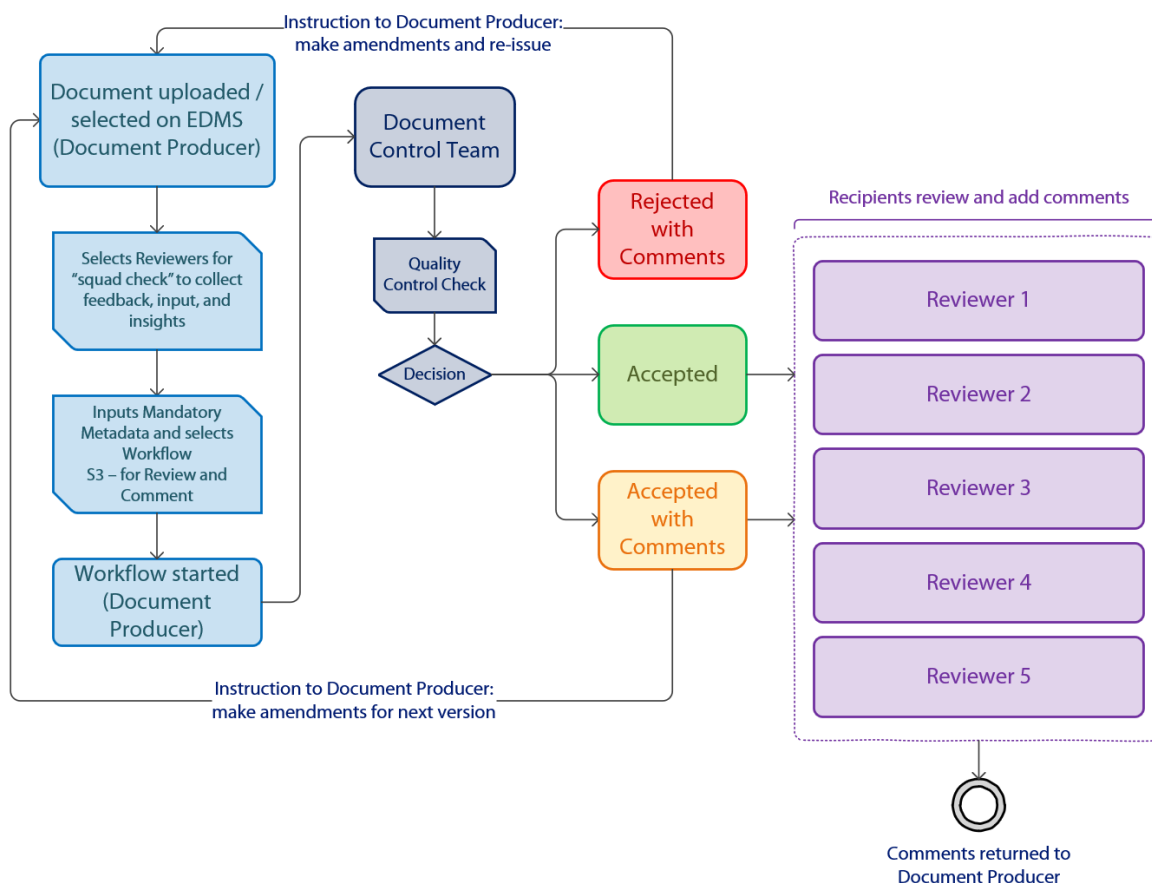 Instruction to Document Producer:
make amendments and re-issue
Document uploaded /
selected on EDMS
(Document Producer)
Selects Reviewers for
“squad check” to collect
feedback, input, and
insights
Inputs Mandatory
Metadata and selects
Workflow
S3 – for Review and
Comment
Workflow started
(Document
Producer)
Document
Control Team
Quality
Control Check
Decision
Rejected
with
Comments
Accepted
Accepted
with
Comments
Instruction to Document Producer:
make amendments for next version
Recipients review and add comments
Reviewer 1
Reviewer 2
Reviewer 3
Reviewer 4
Reviewer 5
Comments returned to
Document Producer